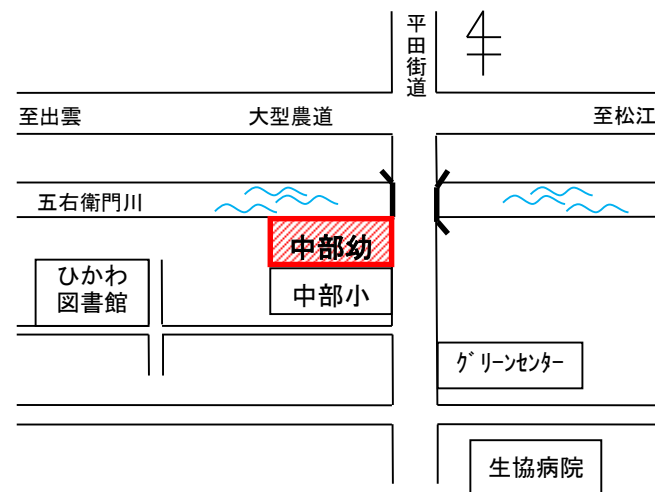 平田街道
至出雲
大型農道
至松江
五右衛門川
中部幼
ひかわ
図書館
中部小
ｸﾞﾘｰﾝｾﾝﾀｰ
生協病院